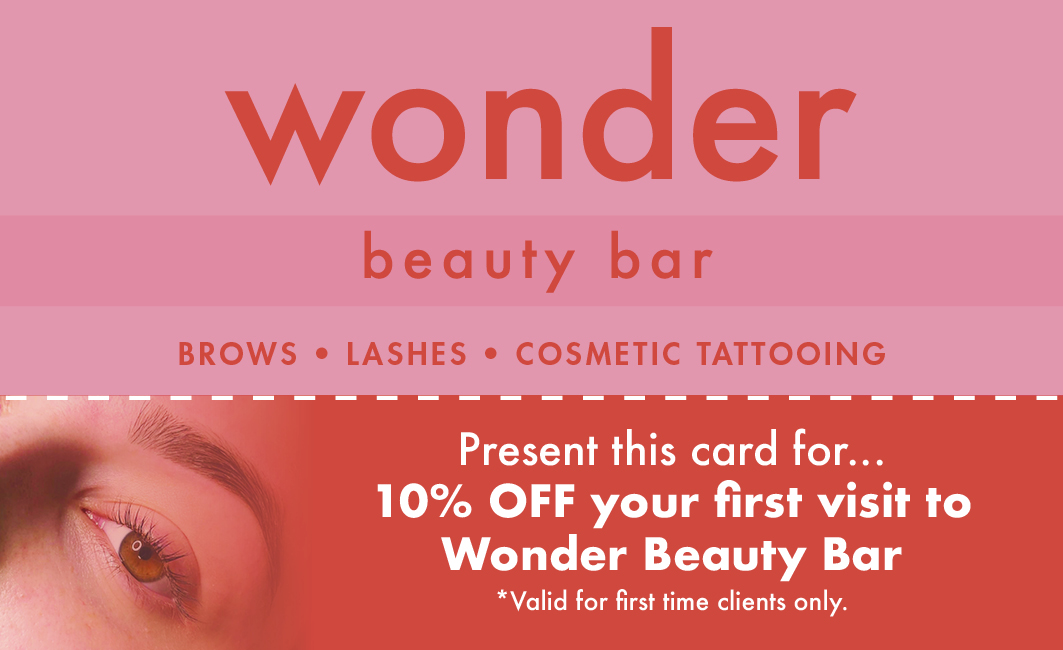 wonder
beauty bar
BROWS • LASHES • COSMETIC TATTOOING
Present this card for...
10% OFF your first visit to
Wonder Beauty Bar
*Valid for first time clients only.